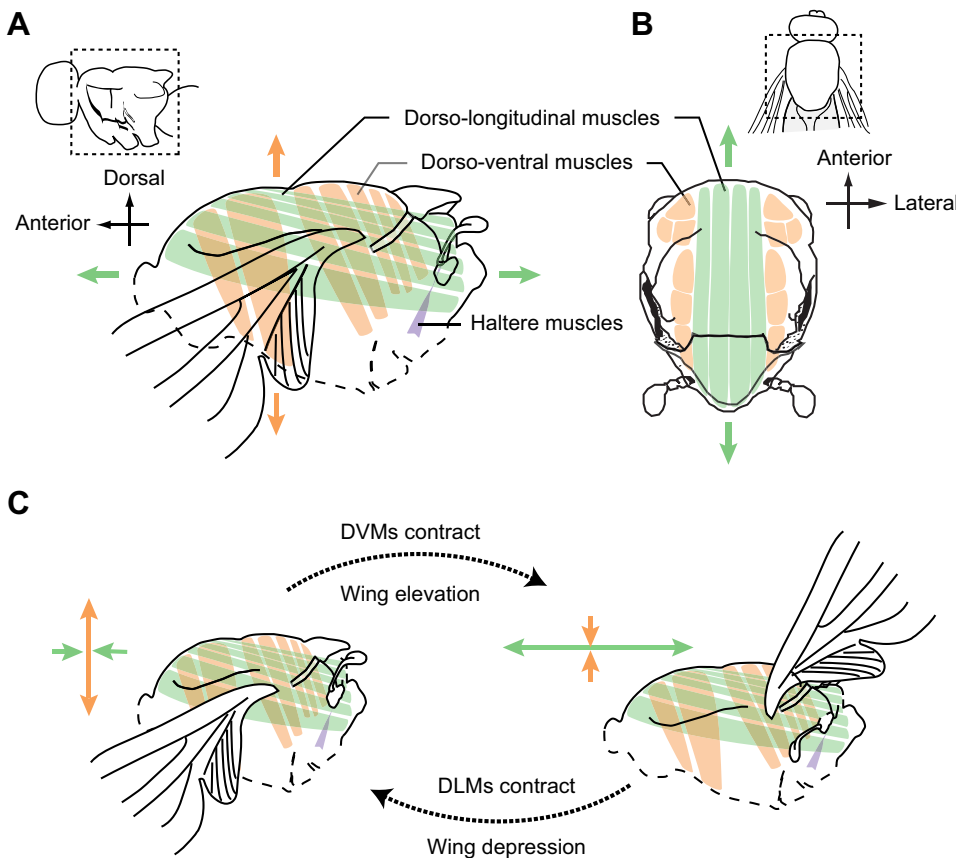 A
B
Dorso-longitudinal muscles
Dorso-ventral muscles
Dorsal
Anterior
Anterior
Lateral
Haltere muscles
C
DVMs contract
Wing elevation
DLMs contract
Wing depression